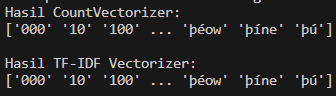 Hasil CountVectorizer:
['000' '10' '100' ... 'þéow' 'þíne' 'þú']
Hasil TF-IDF Vectorizer:
['000' '10' '100' ... 'þéow' 'þíne' 'þú']